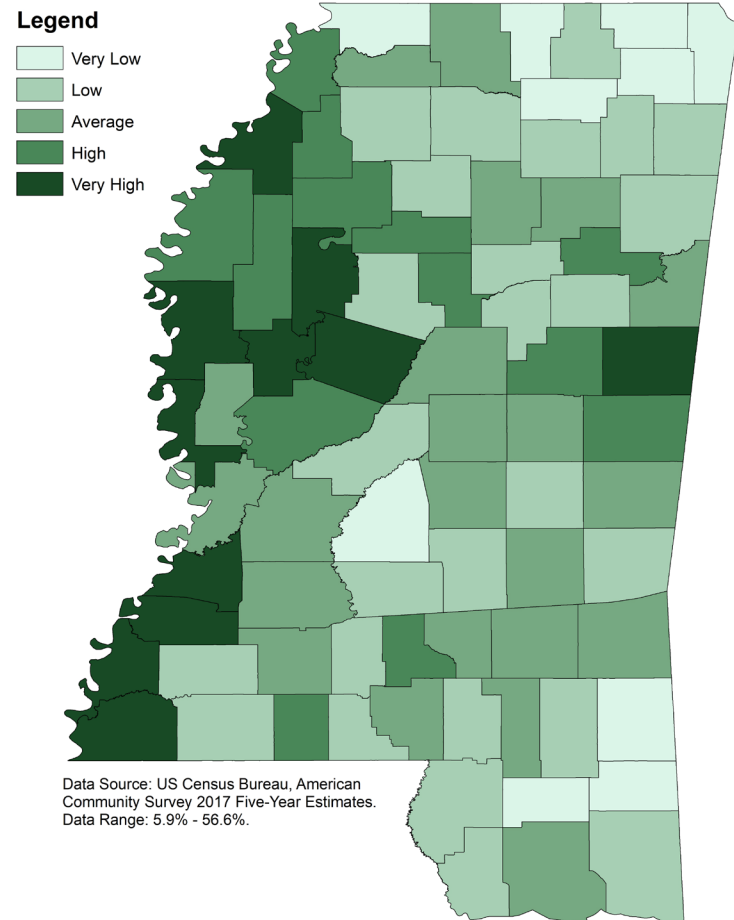 Legend
Very Low
Low
Average
High
Very High
Data Source: US Census Bureau, American
Community Survey 2017 Five-Year Estimates.
Data Range: 5.9% - 56.6%.